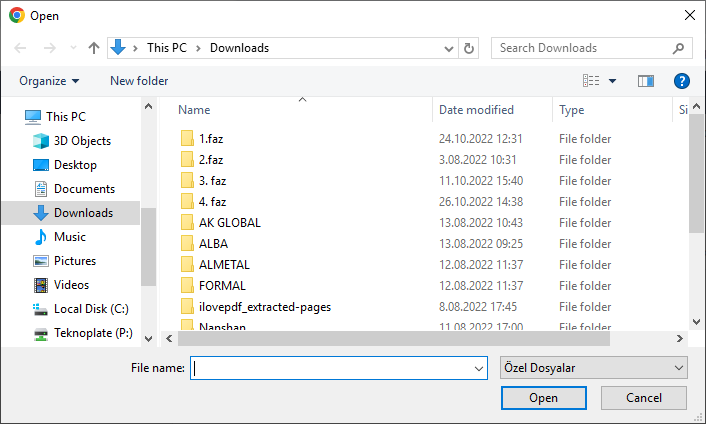 Open
This PC > Downloads
Search Downloads
Organize
New folder
?
This PC
3D Objects
Desktop
Documents
Downloads
Music
Pictures
Videos
Local Disk (C:)
Teknoplate (P:)
Name Date modified Type Si
1.faz 24.10.2022 12:31 File folder
2.faz 3.08.2022 10:31 File folder
3. faz 11.10.2022 15:40 File folder
4. faz 26.10.2022 14:38 File folder
AK GLOBAL 13.08.2022 10:43 File folder
ALBA 13.08.2022 09:25 File folder
ALMETAL 12.08.2022 11:37 File folder
FORMAL 12.08.2022 11:37 File folder
ilovepdf_extracted-pages 8.08.2022 17:45 File folder
Nanshan 11.08.2022 17:00 File folder
File name:
Özel Dosyalar
Open
Cancel